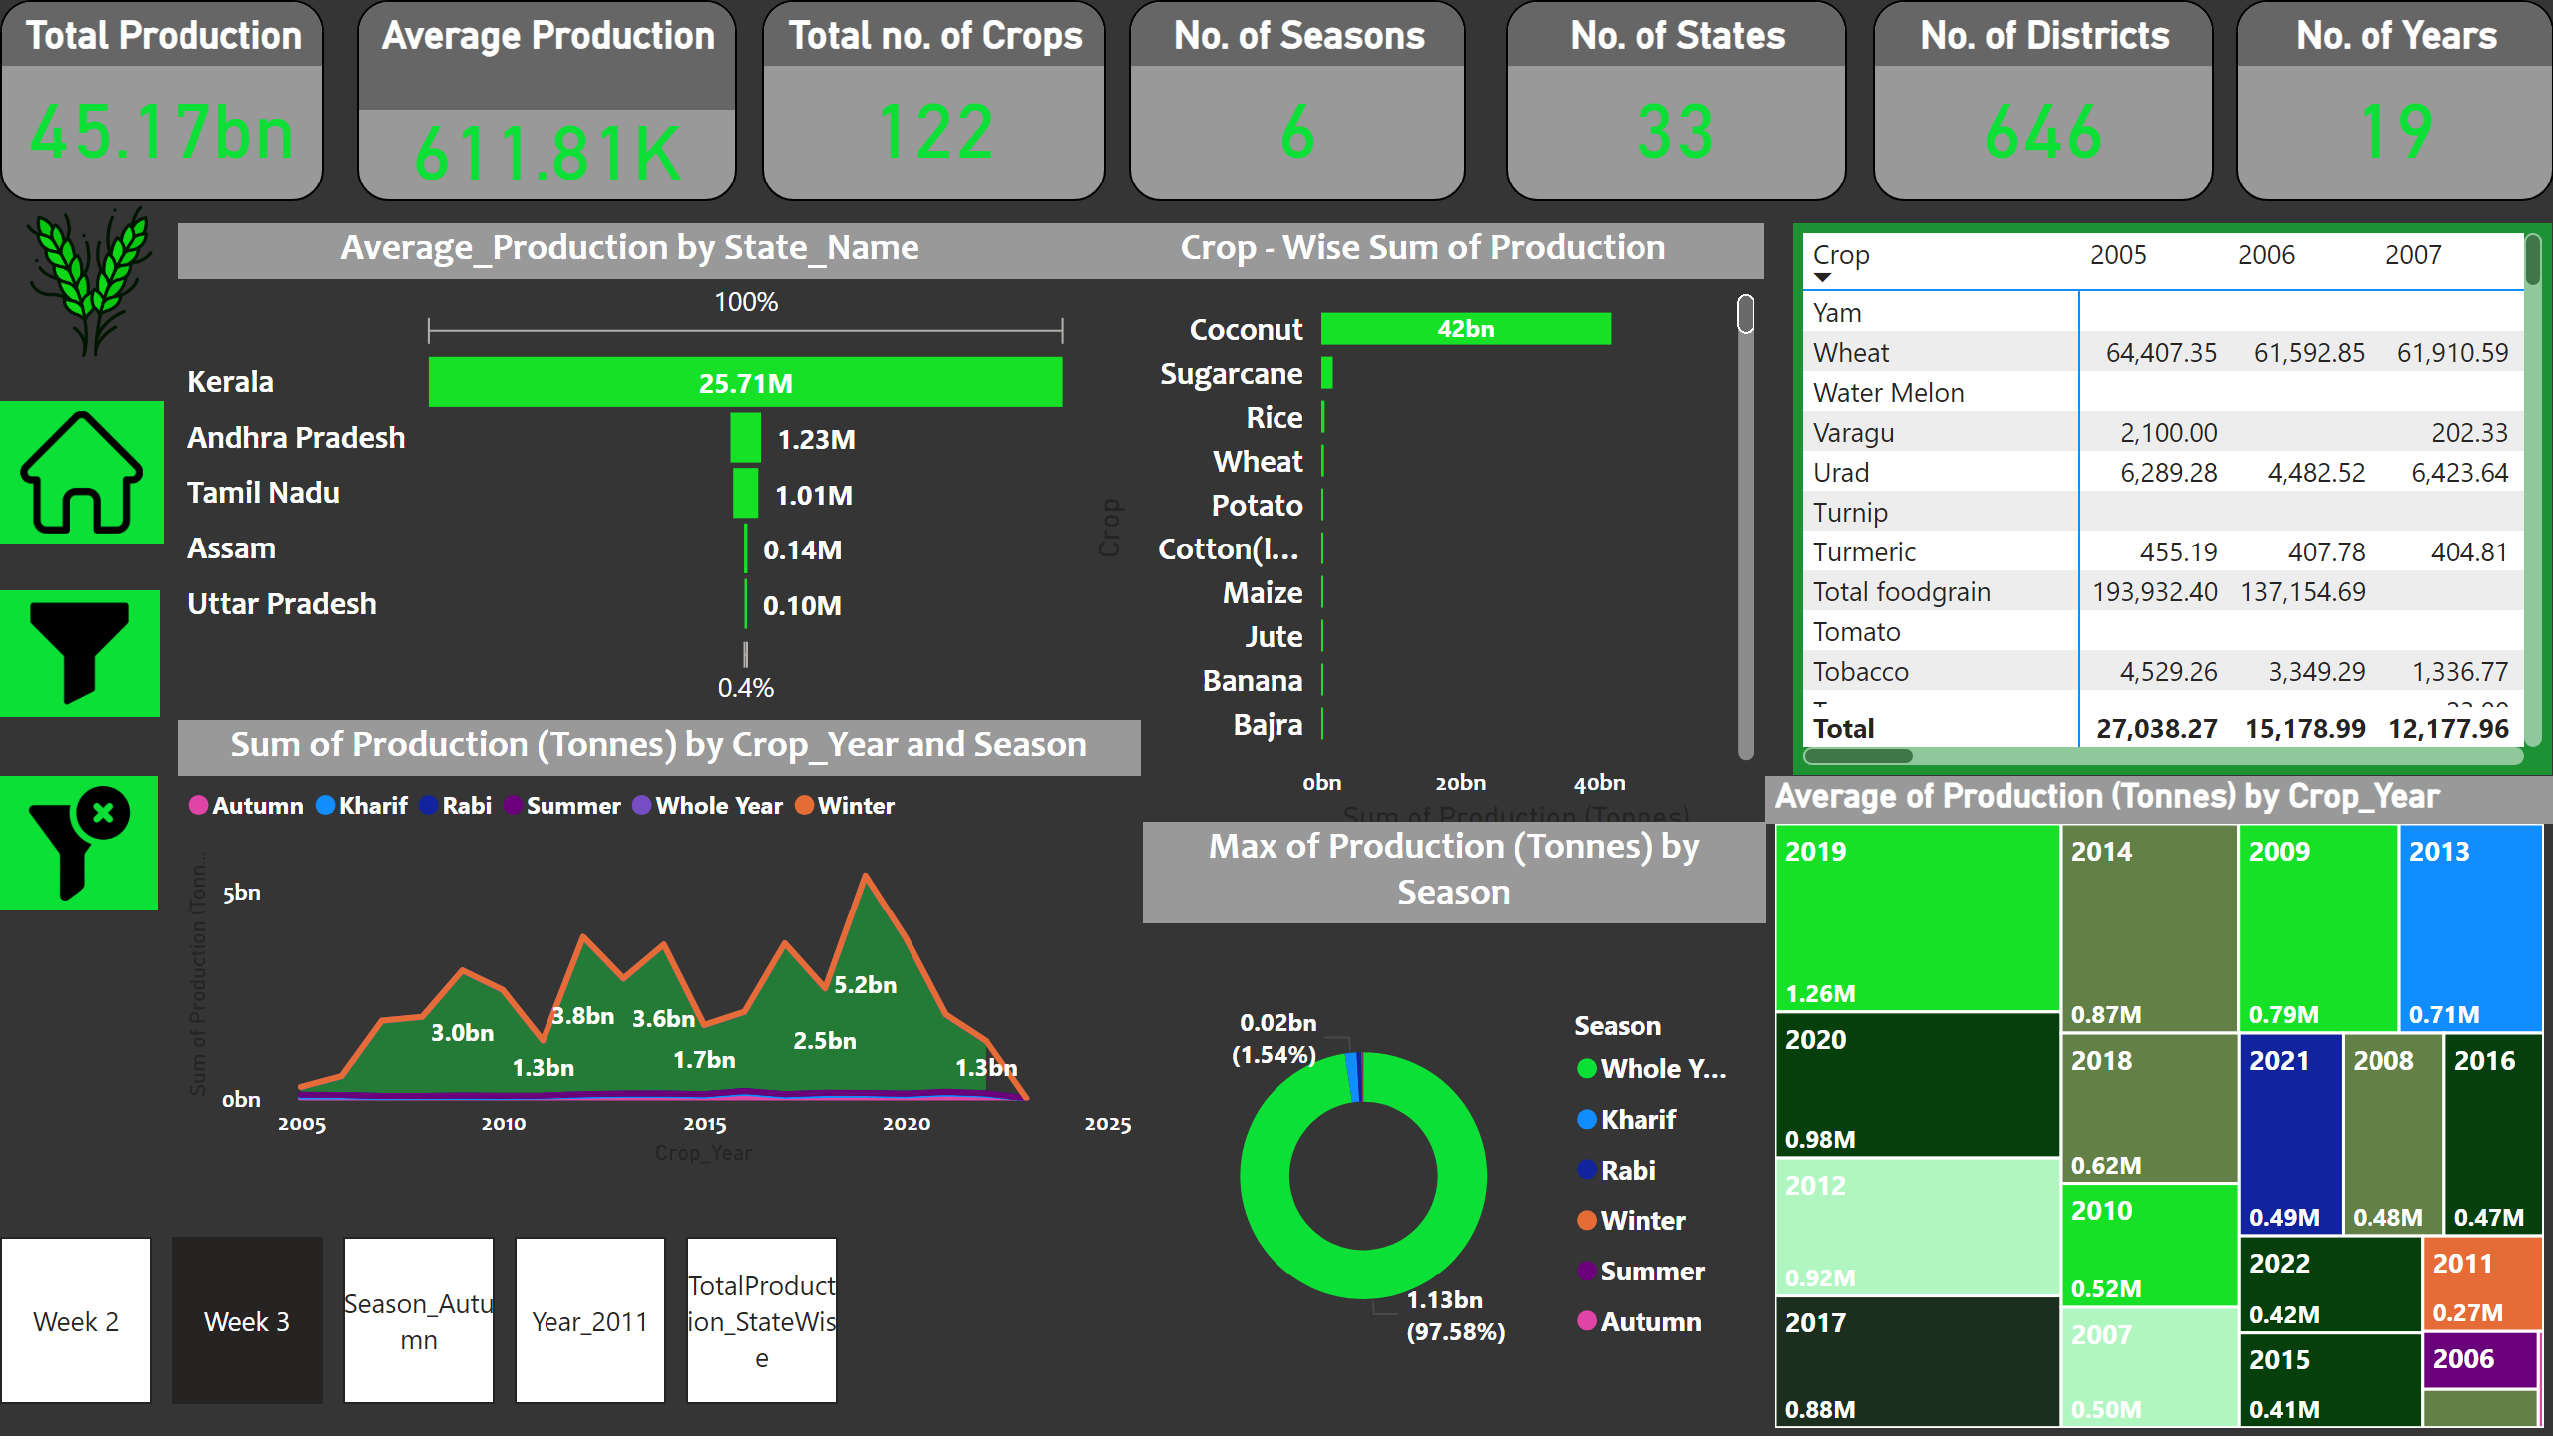 Total Production
45.17bn
Average Production
611.81K
Total no. of Crops
122
No. of Seasons
6
No. of States
33
No. of Districts
646
No. of Years
19
Average_Production by State_Name
100%
Kerala
25.71M
Andhra Pradesh
1.23M
Tamil Nadu
1.01M
Assam
0.14M
Uttar Pradesh
0.10M
0.4%
Crop - Wise Sum of Production
Crop
Coconut
42bn
Sugarcane
Rice
Wheat
Potato
Cotton(l...
Maize
Jute
Banana
Bajra
0bn 20bn 40bn
Sum of Production (Tonnes)
Crop 2005 2006 2007
Yam
Wheat 64,407.35 61,592.85 61,910.59
Water Melon
Varagu 2,100.00 202.33
Urad 6,289.28 4,482.52 6,423.64
Turnip
Turmeric 455.19 407.78 404.81
Total foodgrain 193,932.40 137,154.69
Tomato
Tobacco 4,529.26 3,349.29 1,336.77
Total 27,038.27 15,178.99 12,177.96
Sum of Production (Tonnes) by Crop_Year and Season
Autumn Kharif Rabi Summer Whole Year Winter
Sum of Production (Tonn...
5bn
0bn
3.0bn
1.3bn
3.8bn
3.6bn
1.7bn
2.5bn
5.2bn
1.3bn
2005 2010 2015 2020 2025
Crop_Year
Max of Production (Tonnes) by
Season
0.02bn
(1.54%)
1.13bn
(97.58%)
Season
Whole Y...
Kharif
Rabi
Winter
Summer
Autumn
Average of Production (Tonnes) by Crop_Year
2019
1.26M
2020
0.98M
2012
0.92M
2017
0.88M
2014
0.87M
2018
0.62M
2010
0.52M
2007
0.50M
2009
0.79M
2013
0.71M
2021
0.49M
2008
0.48M
2016
0.47M
2022
0.42M
2015
0.41M
2011
0.27M
2006
Week 2
Week 3
Season_Autu
mn
Year_2011
TotalProduct
ion_StateWis
e